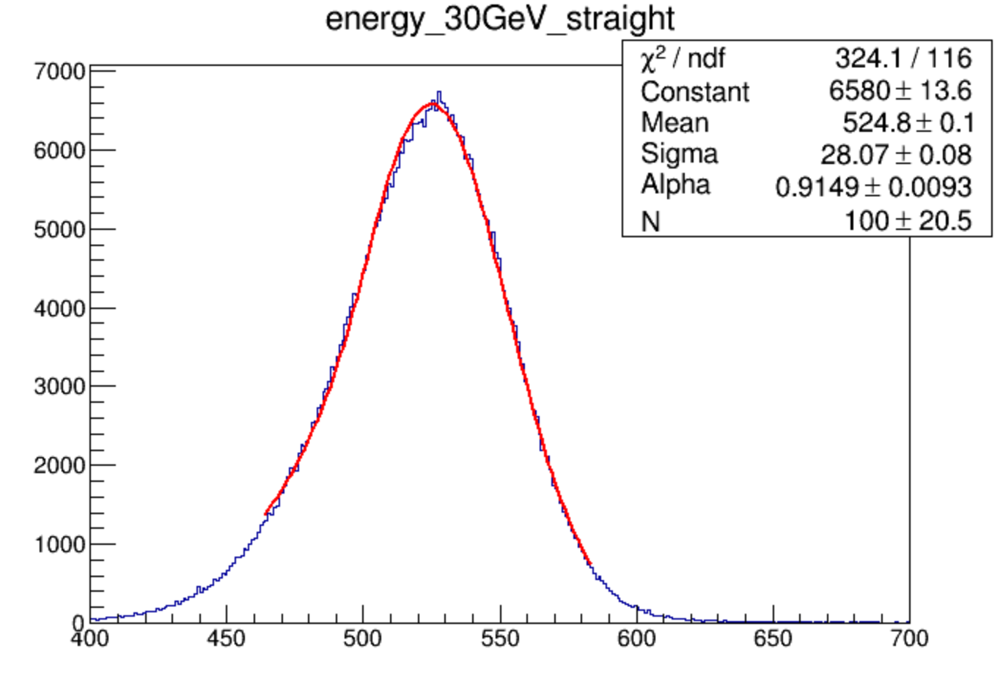 energy_30GeV_straight
χ² / ndf 324.1 / 116
Constant 6580 ± 13.6
Mean 524.8 ± 0.1
Sigma 28.07 ± 0.08
Alpha 0.9149 ± 0.0093
N 100 ± 20.5
7000
6000
5000
4000
3000
2000
1000
0
400 450 500 550 600 650 700